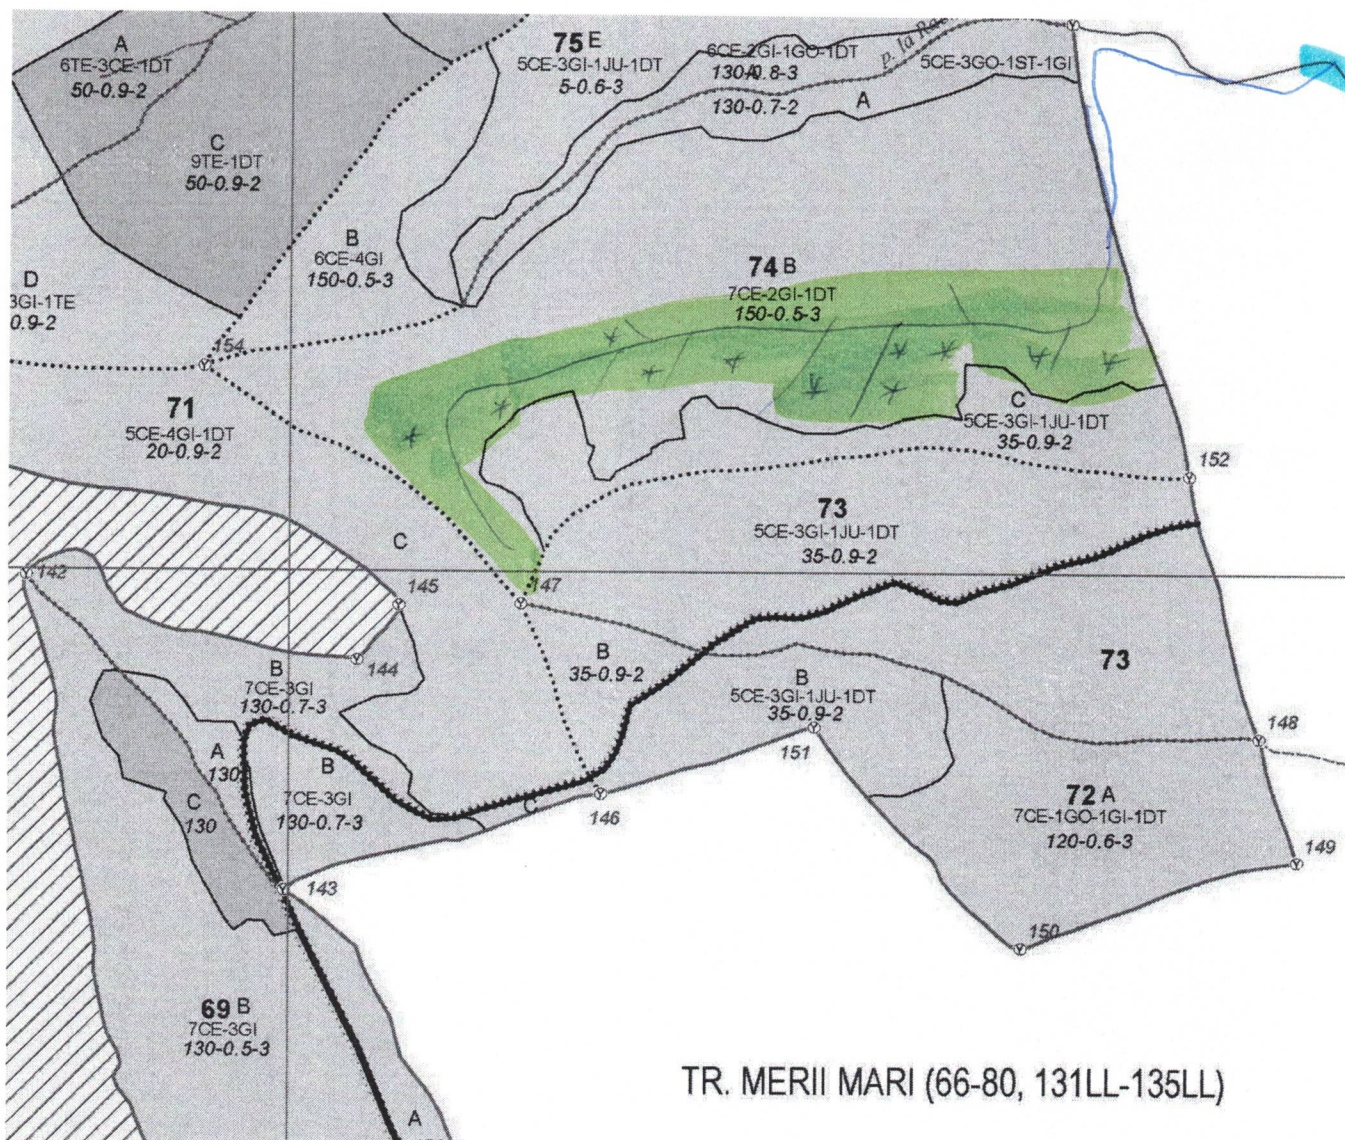 A
6TE-3CE-1DT
50-0.9-2
C
9TE-1DT
50-0.9-2
75 E
5CE-3GI-1JU-1DT
5-0.6-3
6CE-2GI-1GO-1DT
130-0.8-3
A
130-0.7-2
p. la
5CE-3GO-1ST-1GI
A
B
6CE-4GI
150-0.5-3
D
3GI-1TE
0.9-2
154
74 B
7CE-2GI-1DT
150-0.5-3
71
5CE-4GI-1DT
20-0.9-2
C
5CE-3GI-1JU-1DT
35-0.9-2
152
73
5CE-3GI-1JU-1DT
35-0.9-2
C
142
145
147
144
B
7CE-3GI
130-0.7-3
B
35-0.9-2
B
5CE-3GI-1JU-1DT
35-0.9-2
73
148
151
A
130
B
7CE-3GI
130-0.7-3
C
130
C
146
72 A
7CE-1GO-1GI-1DT
120-0.6-3
149
143
150
69 B
7CE-3GI
130-0.5-3
A
TR. MERII MARI (66-80, 131LL-135LL)